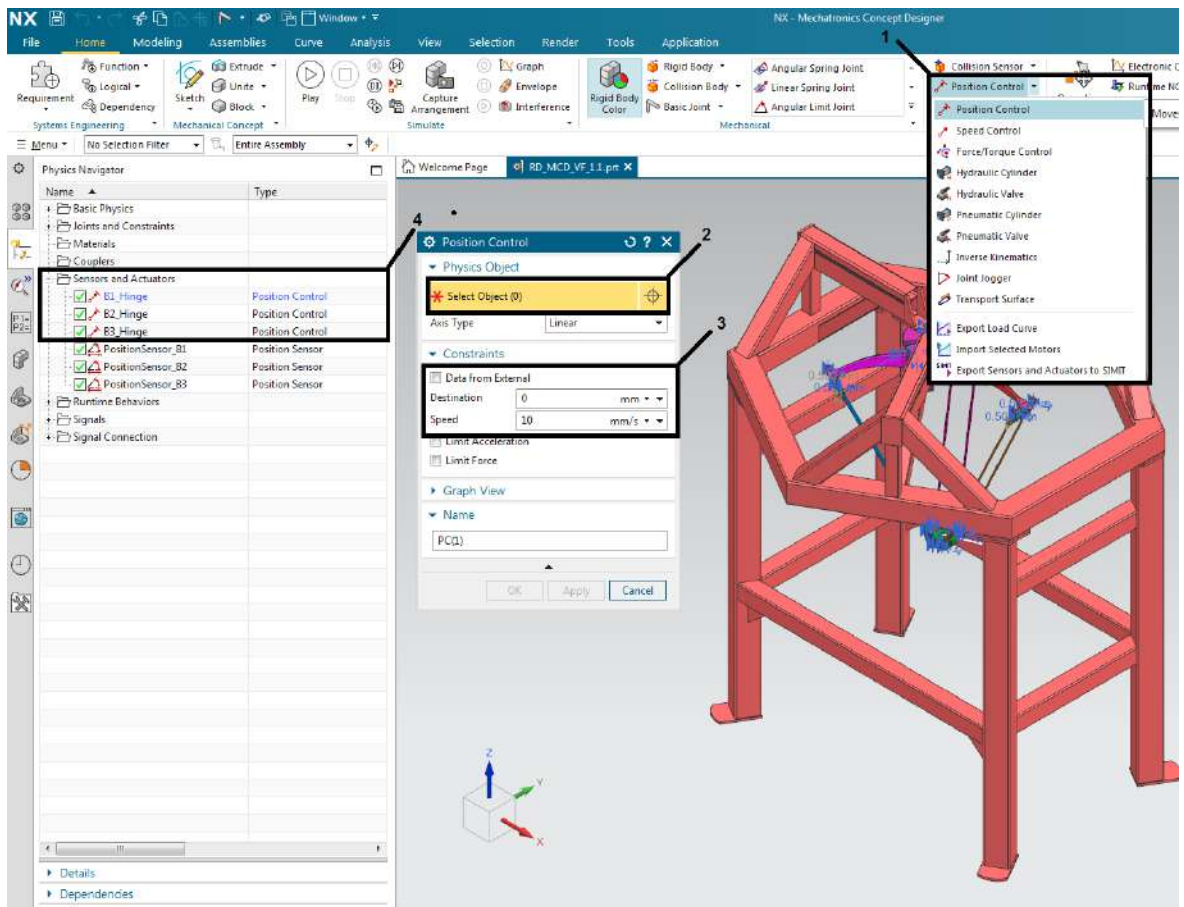 NX
Window
NX - Mechatronics Concept Designer
File Home Modeling Assemblies Curve Analysis View Selection Render Tools Application
1
Requirement
Function
Logical
Dependency
Systems Engineering
Sketch
Extrude
Unite
Block
Mechanical Concept
Play
Stop
Capture Arrangement
Graph
Envelope
Interference
Simulate
Rigid Body Color
Rigid Body
Collision Body
Basic Joint
Angular Spring Joint
Linear Spring Joint
Angular Limit Joint
Mechanical
Collision Sensor
Position Control
Electronic C
Runtime NC
Position Control
Speed Control
Force/Torque Control
Hydraulic Cylinder
Hydraulic Valve
Pneumatic Cylinder
Pneumatic Valve
Inverse Kinematics
Joint Jogger
Transport Surface
Export Load Curve
Import Selected Motors
Export Sensors and Actuators to SIMIT
Menu No Selection Filter Entire Assembly
Physics Navigator
Welcome Page RD_MCD_VF_1.1.prt
Name Type
Basic Physics
Joints and Constraints
Materials
Couplers
4
Sensors and Actuators
B1_Hinge Position Control
B2_Hinge Position Control
B3_Hinge Position Control
PositionSensor_B1 Position Sensor
PositionSensor_B2 Position Sensor
PositionSensor_B3 Position Sensor
Runtime Behaviors
Signals
Signal Connection
Details
Dependencies
Position Control
2
Physics Object
Select Object (0)
Axis Type Linear
3
Constraints
Data from External
Destination 0 mm
Speed 10 mm/s
Limit Acceleration
Limit Force
Graph View
Name
PC(1)
OK Apply Cancel
Z
Y
X